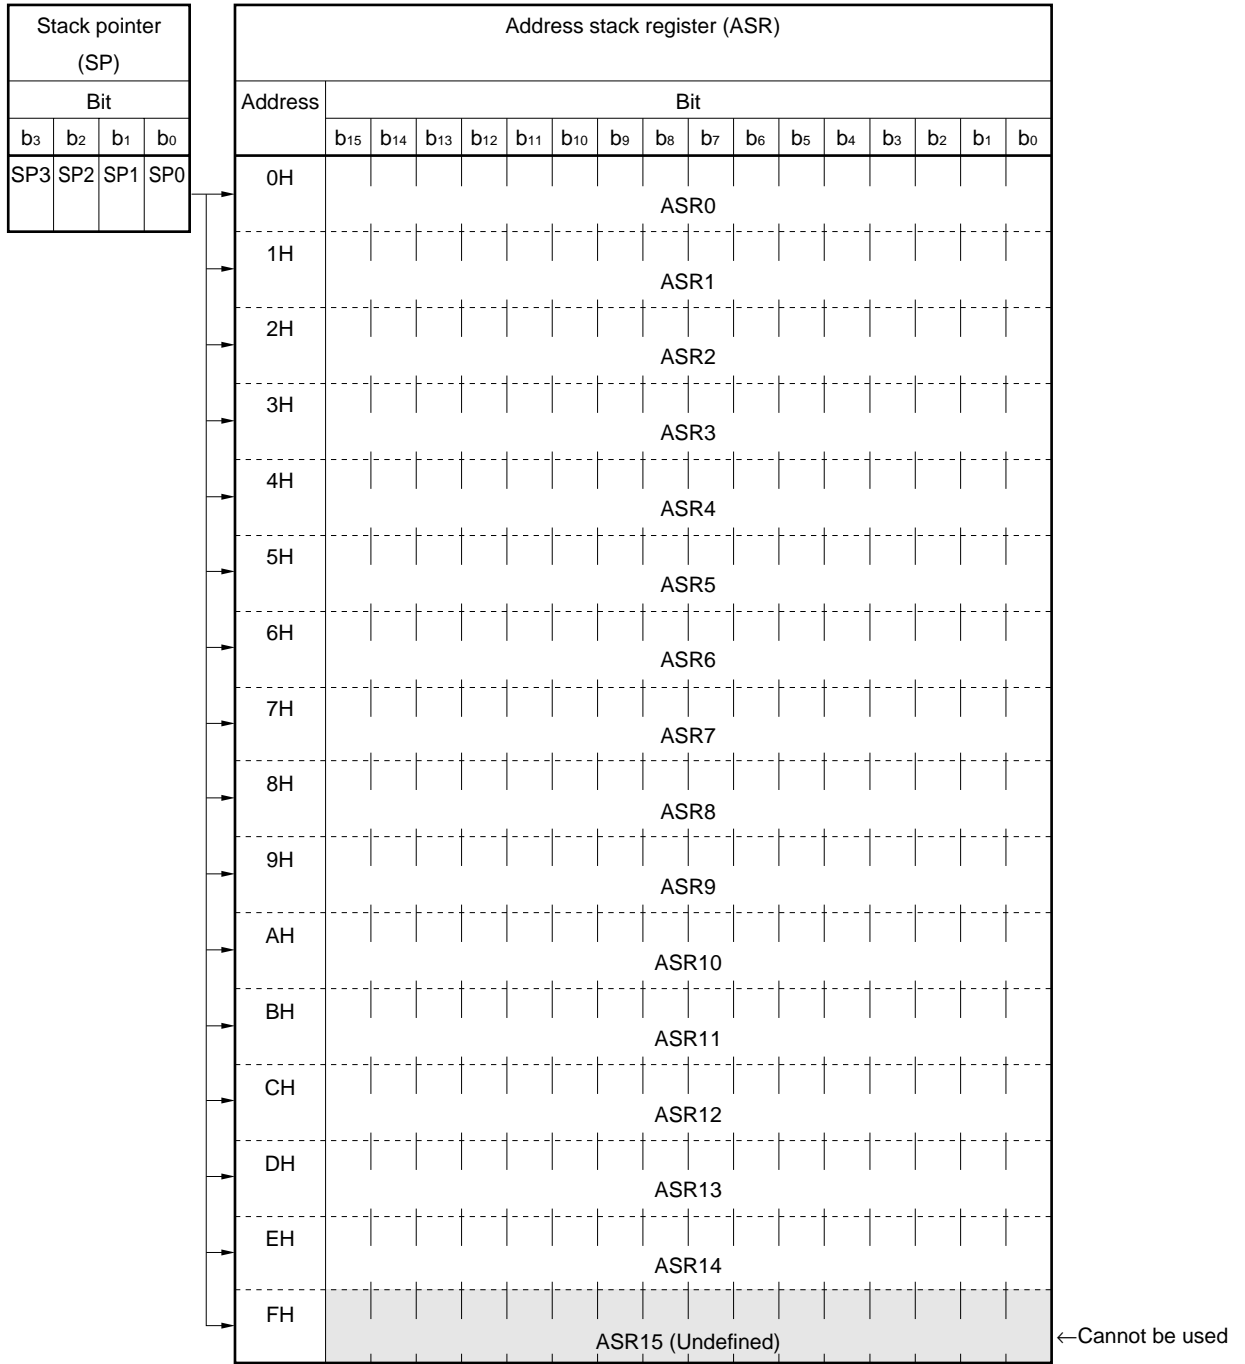 Stack pointer
(SP)
Bit
b3 b2 b1 b0
SP3 SP2 SP1 SP0
Address stack register (ASR)
Address Bit
b15 b14 b13 b12 b11 b10 b9 b8 b7 b6 b5 b4 b3 b2 b1 b0
0H
ASR0
1H
ASR1
2H
ASR2
3H
ASR3
4H
ASR4
5H
ASR5
6H
ASR6
7H
ASR7
8H
ASR8
9H
ASR9
AH
ASR10
BH
ASR11
CH
ASR12
DH
ASR13
EH
ASR14
FH
ASR15 (Undefined)
←Cannot be used